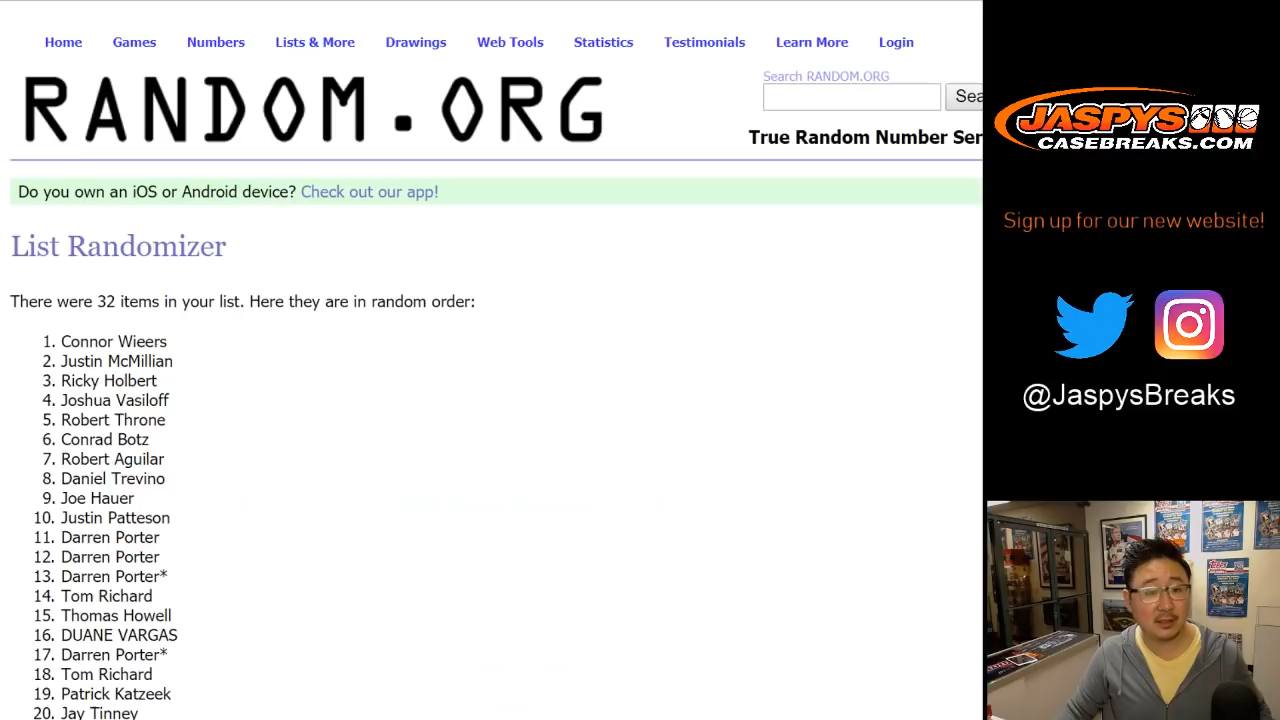 Home Games Numbers Lists & More Drawings Web Tools Statistics Testimonials Learn More Login
RANDOM.ORG
Search RANDOM.ORG
Sea
True Random Number Ser
Do you own an iOS or Android device? Check out our app!
List Randomizer
There were 32 items in your list. Here they are in random order:
1. Connor Wieers
2. Justin McMillian
3. Ricky Holbert
4. Joshua Vasiloff
5. Robert Throne
6. Conrad Botz
7. Robert Aguilar
8. Daniel Trevino
9. Joe Hauer
10. Justin Patteson
11. Darren Porter
12. Darren Porter
13. Darren Porter*
14. Tom Richard
15. Thomas Howell
16. DUANE VARGAS
17. Darren Porter*
18. Tom Richard
19. Patrick Katzeek
20. Jay Tinney
JASPYS
CASEBREAKS.COM
Sign up for our new website!
@JaspysBreaks